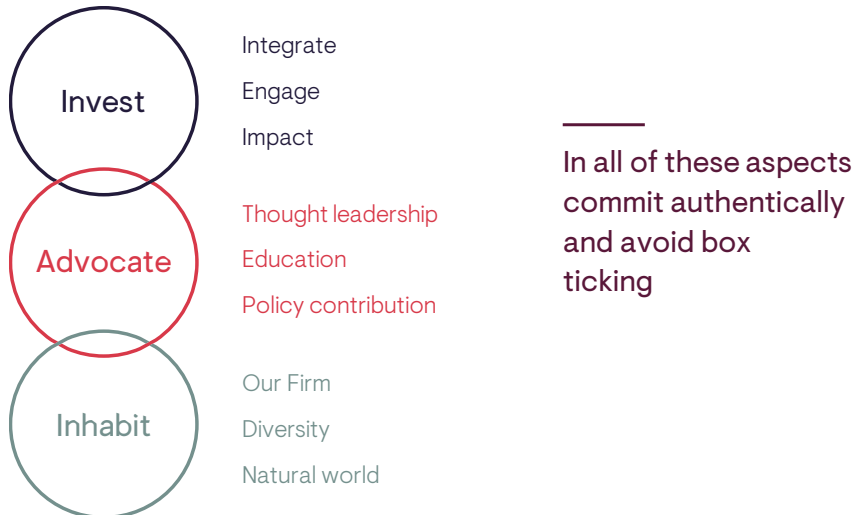 Invest
Integrate
Engage
Impact
Advocate
Thought leadership
Education
Policy contribution
Inhabit
Our Firm
Diversity
Natural world
In all of these aspects
commit authentically
and avoid box
ticking